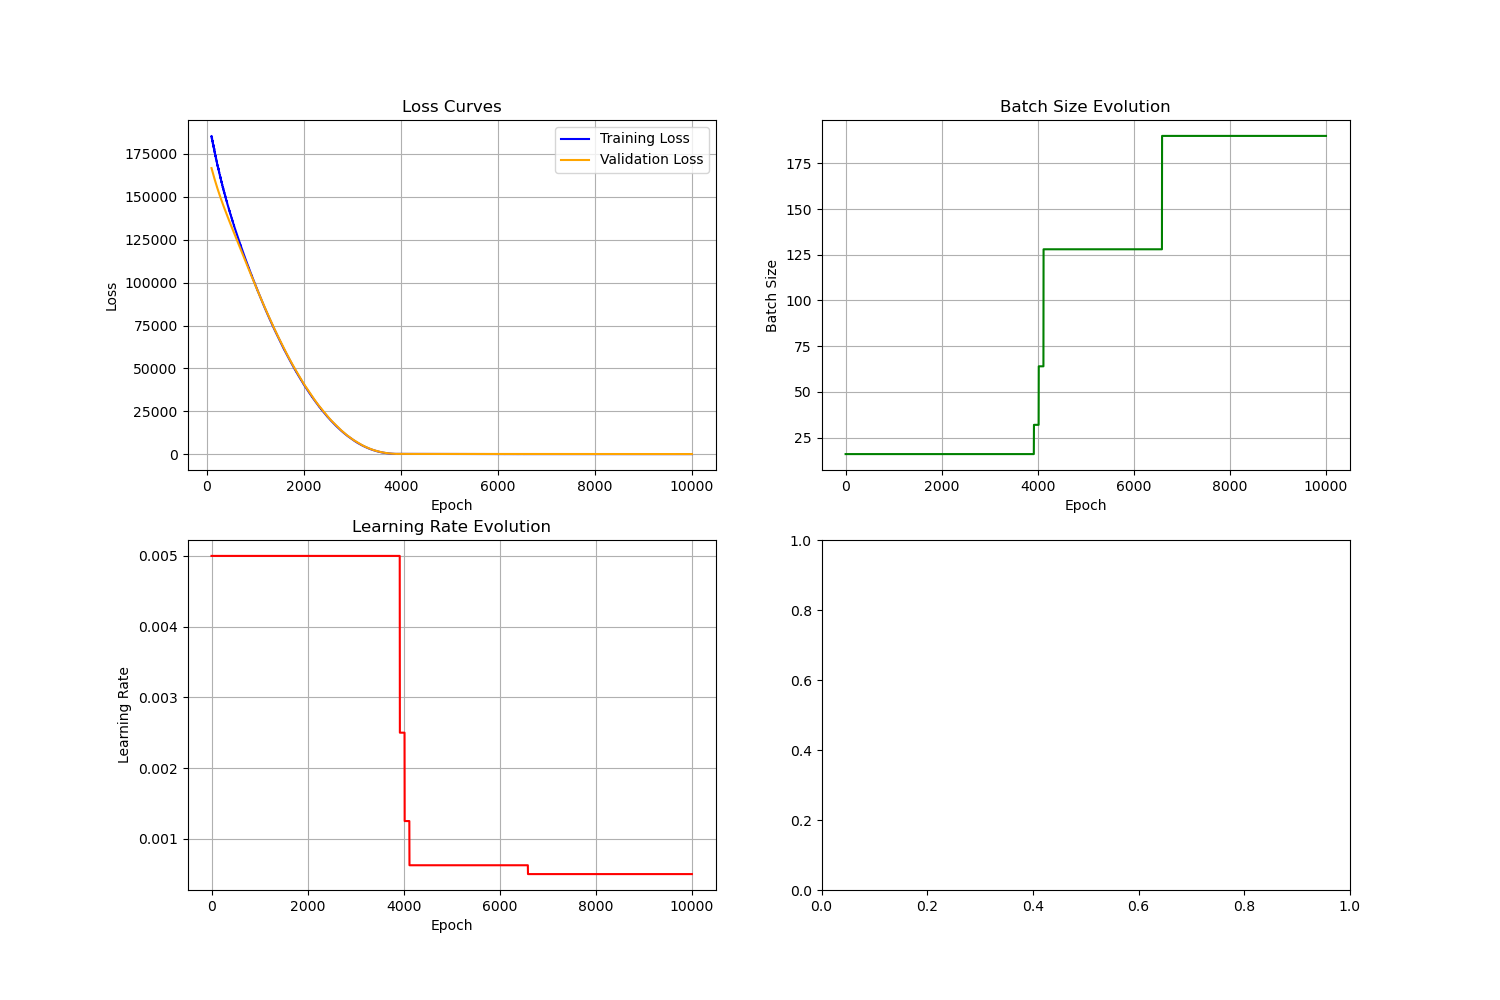 Loss Curves
Training Loss
Validation Loss
175000
150000
125000
100000
75000
50000
25000
0
Loss
0 2000 4000 6000 8000 10000
Epoch
Batch Size Evolution
175
150
125
100
75
50
25
Batch Size
0 2000 4000 6000 8000 10000
Epoch
Learning Rate Evolution
0.005
0.004
0.003
0.002
0.001
Learning Rate
0 2000 4000 6000 8000 10000
Epoch
1.0
0.8
0.6
0.4
0.2
0.0
0.0 0.2 0.4 0.6 0.8 1.0